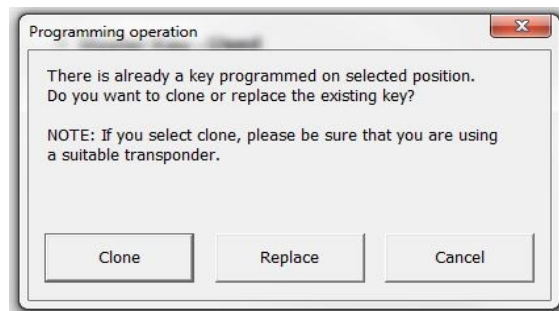 Programming operation
There is already a key programmed on selected position.
Do you want to clone or replace the existing key?
NOTE: If you select clone, please be sure that you are using
a suitable transponder.
Clone
Replace
Cancel